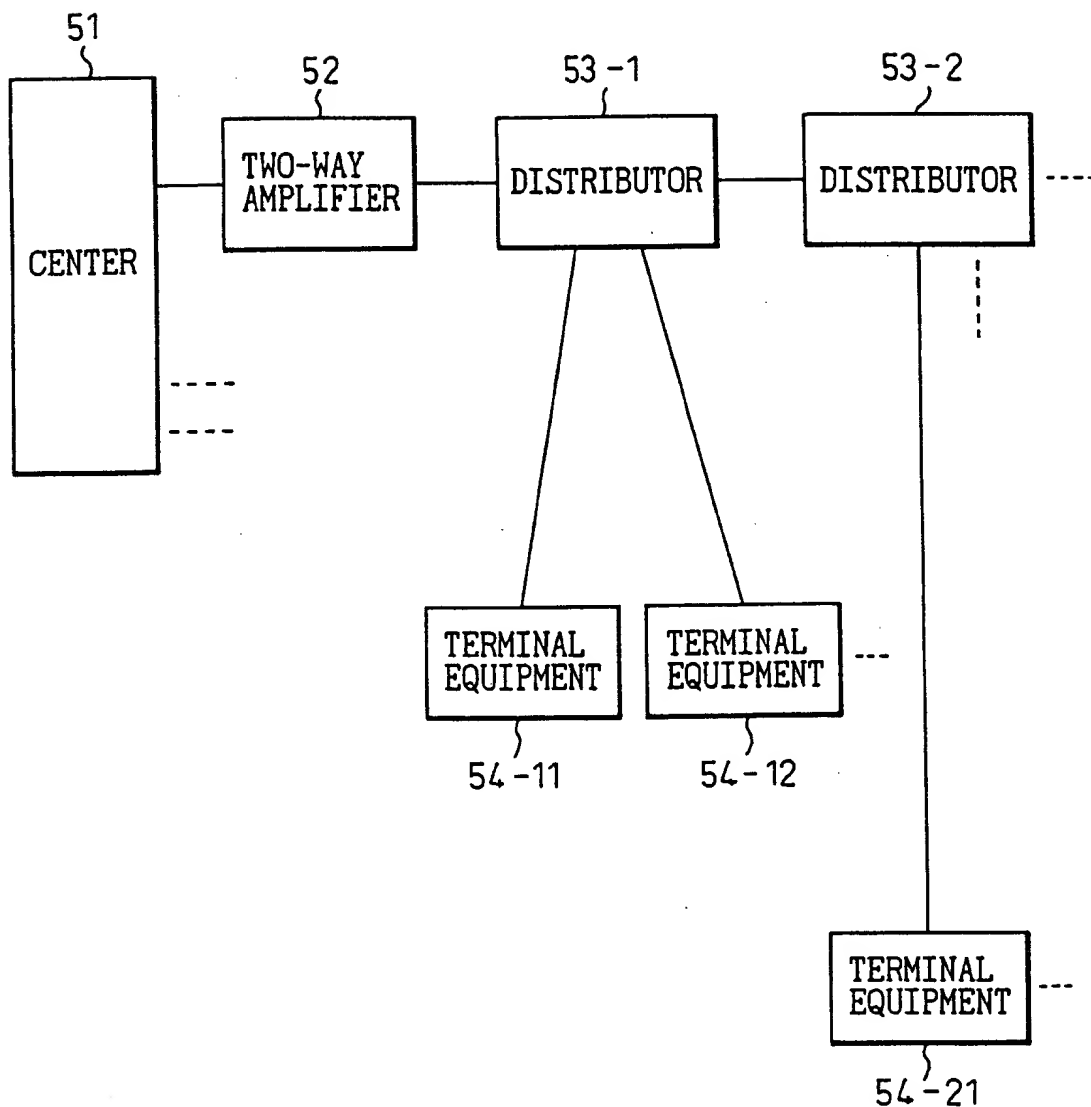 51
52
53-1
53-2
CENTER
TWO-WAY
AMPLIFIER
DISTRIBUTOR
DISTRIBUTOR
TERMINAL
EQUIPMENT
TERMINAL
EQUIPMENT
54-11
54-12
TERMINAL
EQUIPMENT
54-21